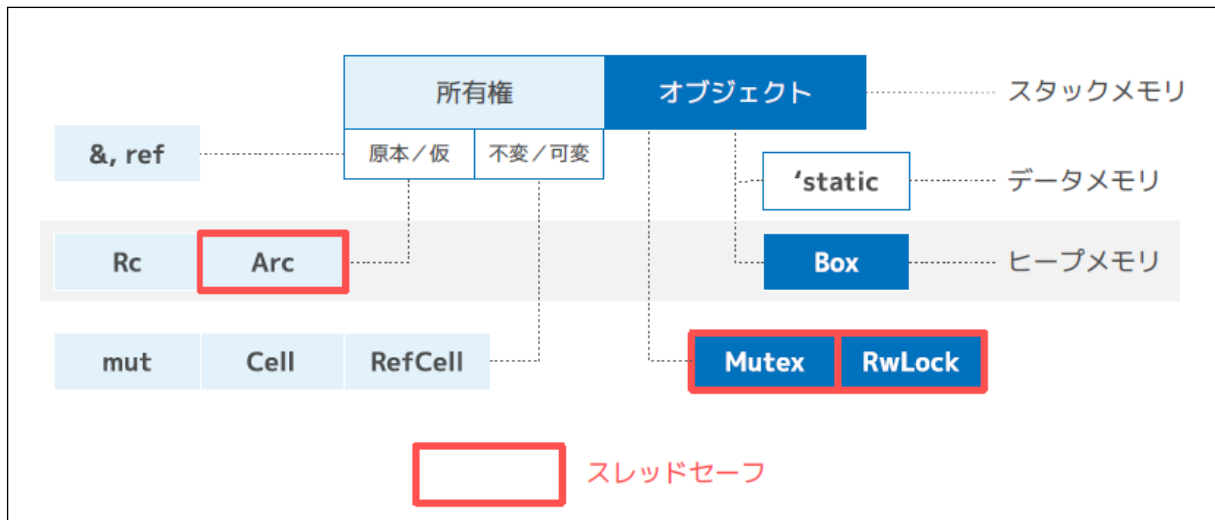 所有権 オブジェクト スタックメモリ
&, ref 原本／仮 不変／可変
‘static データメモリ
Rc Arc Box ヒープメモリ
mut Cell RefCell Mutex RwLock
スレッドセーフ